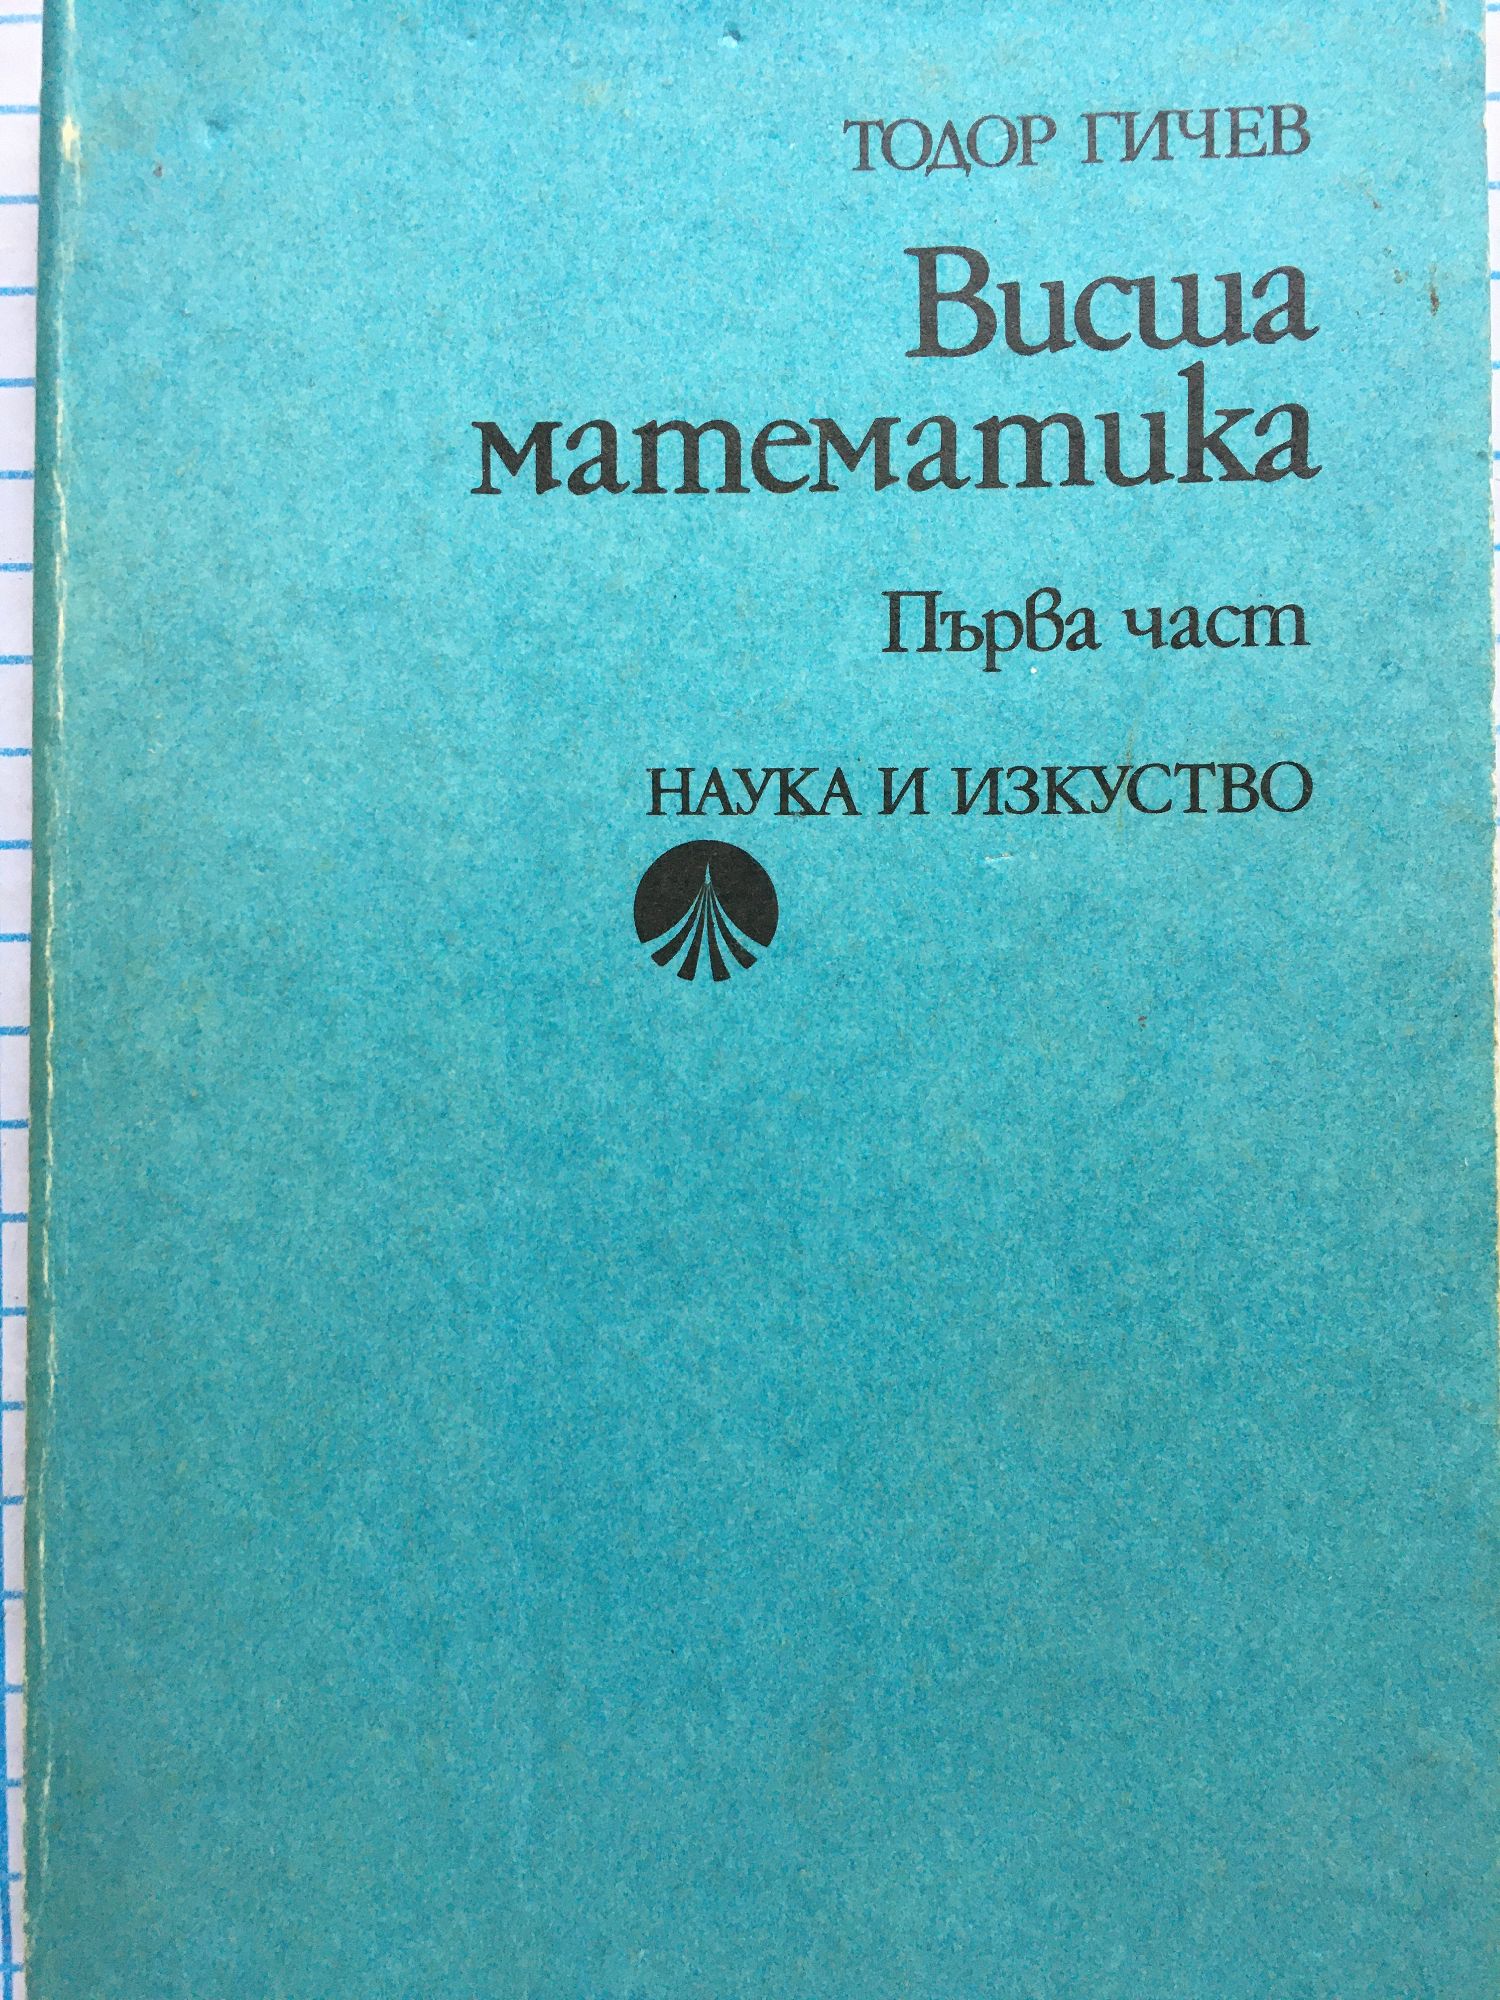 ТОДОР ГИЧЕВ
Висша
математика
Първа част
НАУКА И ИЗКУСТВО